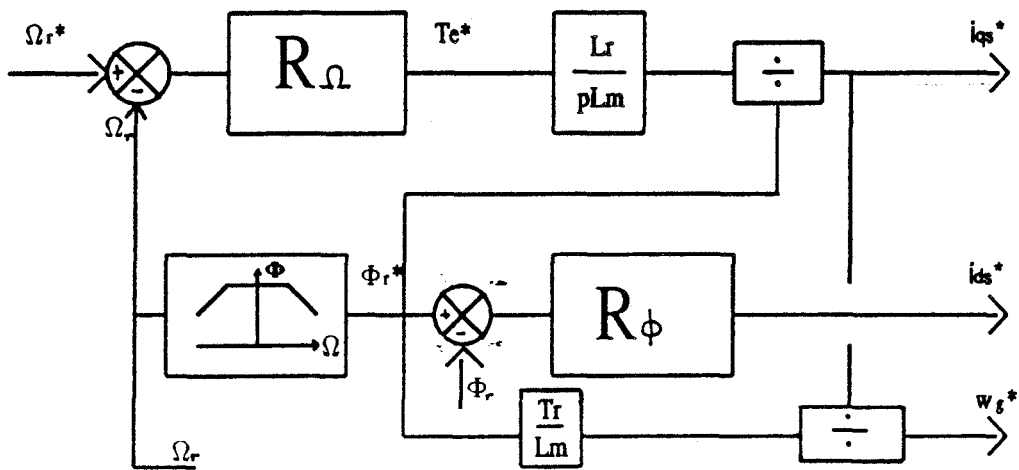 Ωr*
Te*
iqs*
+
-
RΩ
Lr
pLm
÷
Ωr
Φ
Φr*
ids*
Ω
+
-
Rϕ
Φr
Tr
Lm
÷
wg*
Ωr